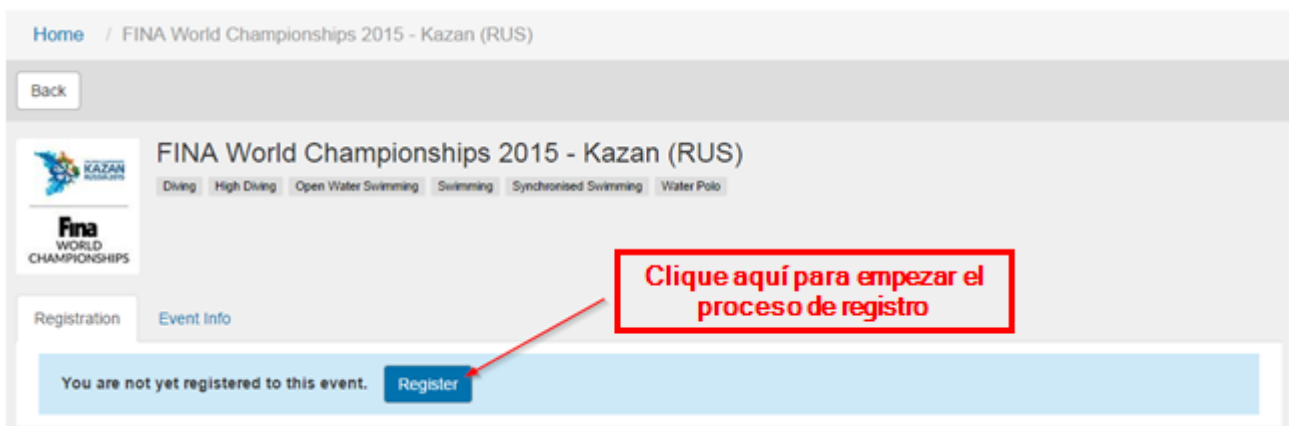 Home / FINA World Championships 2015 - Kazan (RUS)
Back
KAZAN
FINA World Championships 2015 - Kazan (RUS)
Diving High Diving Open Water Swimming Swimming Synchronised Swimming Water Polo
Fina
WORLD
CHAMPIONSHIPS
Clique aquí para empezar el
proceso de registro
Registration Event Info
You are not yet registered to this event. Register